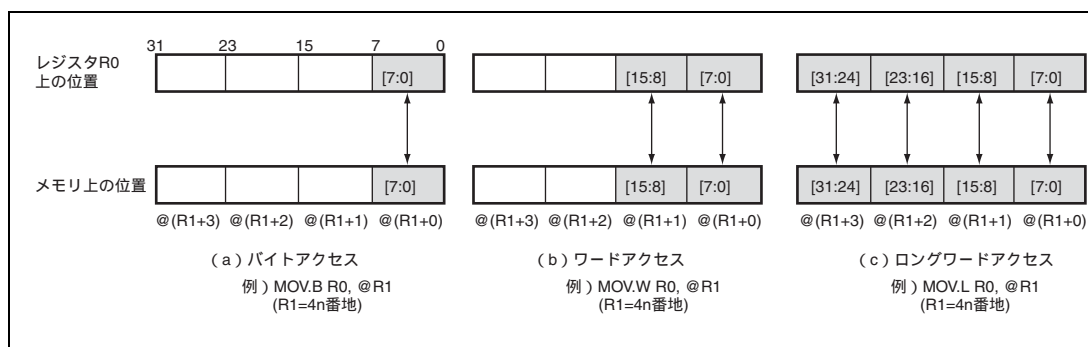 31 23 15 7 0
レジスタR0
上の位置
[7:0] [15:8] [7:0] [31:24] [23:16] [15:8] [7:0]
メモリ上の位置 [7:0] [15:8] [7:0] [31:24] [23:16] [15:8] [7:0]
@(R1+3) @(R1+2) @(R1+1) @(R1+0) @(R1+3) @(R1+2) @(R1+1) @(R1+0) @(R1+3) @(R1+2) @(R1+1) @(R1+0)
(a)バイトアクセス (b)ワードアクセス (c)ロングワードアクセス
例)MOV.B R0, @R1 例)MOV.W R0, @R1 例)MOV.L R0, @R1
(R1=4n番地) (R1=4n番地) (R1=4n番地)